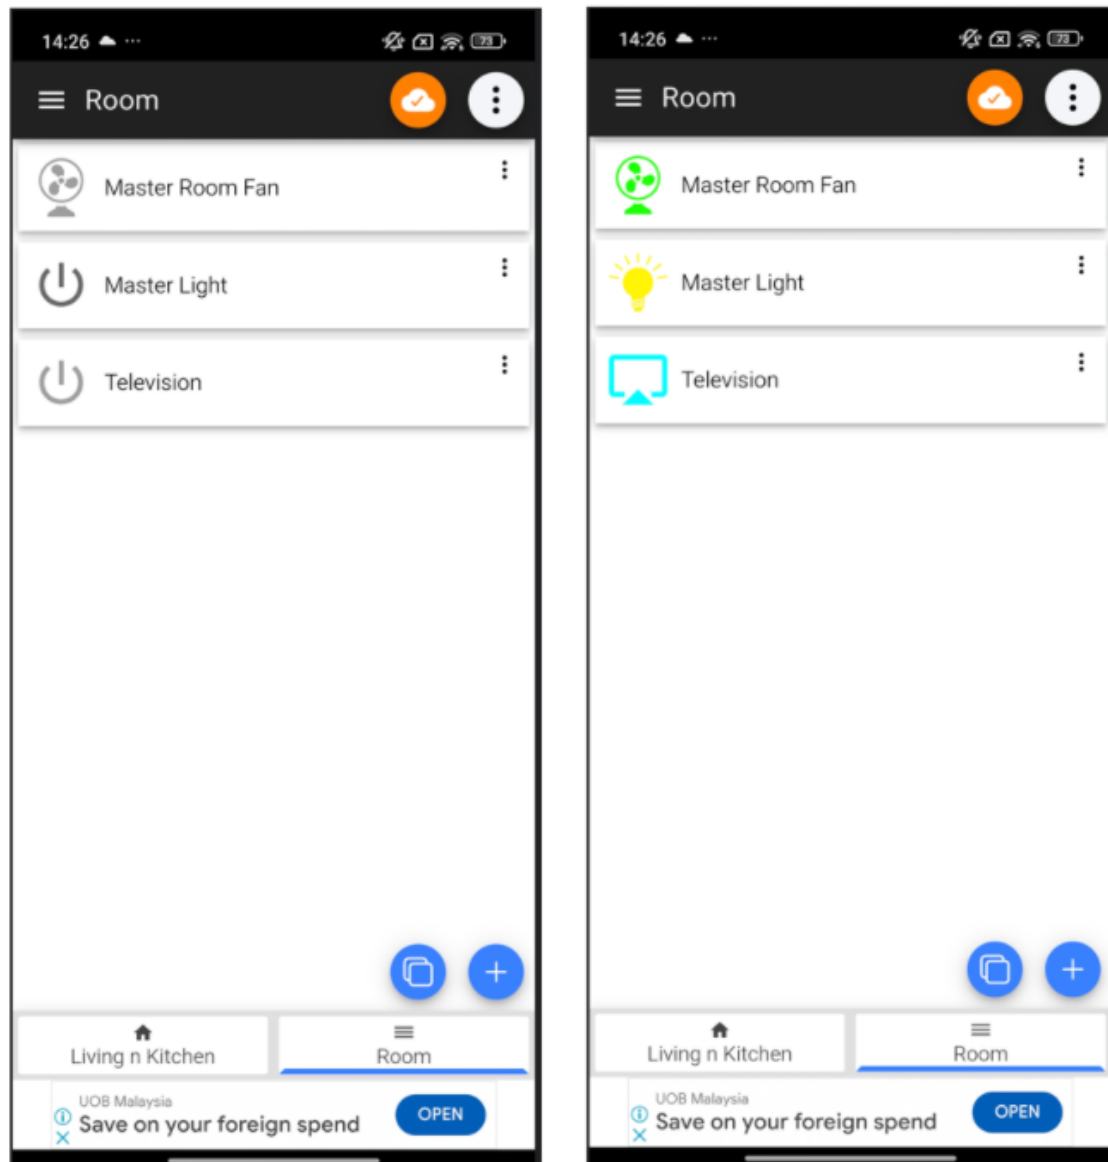 14:26
73
Room
Master Room Fan
Master Light
Television
Living n Kitchen
Room
UOB Malaysia
Save on your foreign spend
OPEN
14:26
73
Room
Master Room Fan
Master Light
Television
Living n Kitchen
Room
UOB Malaysia
Save on your foreign spend
OPEN